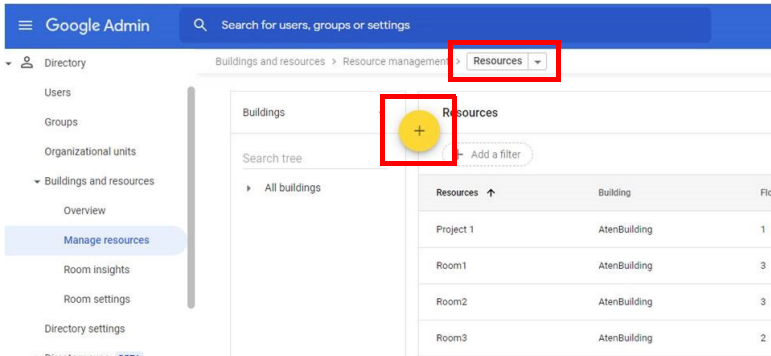 Google Admin
Search for users, groups or settings
Directory
Buildings and resources > Resource management > Resources
Users
Groups
Organizational units
Buildings and resources
Overview
Manage resources
Room insights
Room settings
Directory settings
Buildings
Search tree
All buildings
+
Resources
+ Add a filter
Resources ↑ Building Flo
Project 1 AtenBuilding 1
Room1 AtenBuilding 3
Room2 AtenBuilding 3
Room3 AtenBuilding 2